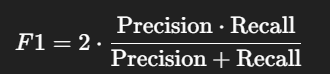 F1 = 2 · Precision · Recall / Precision + Recall